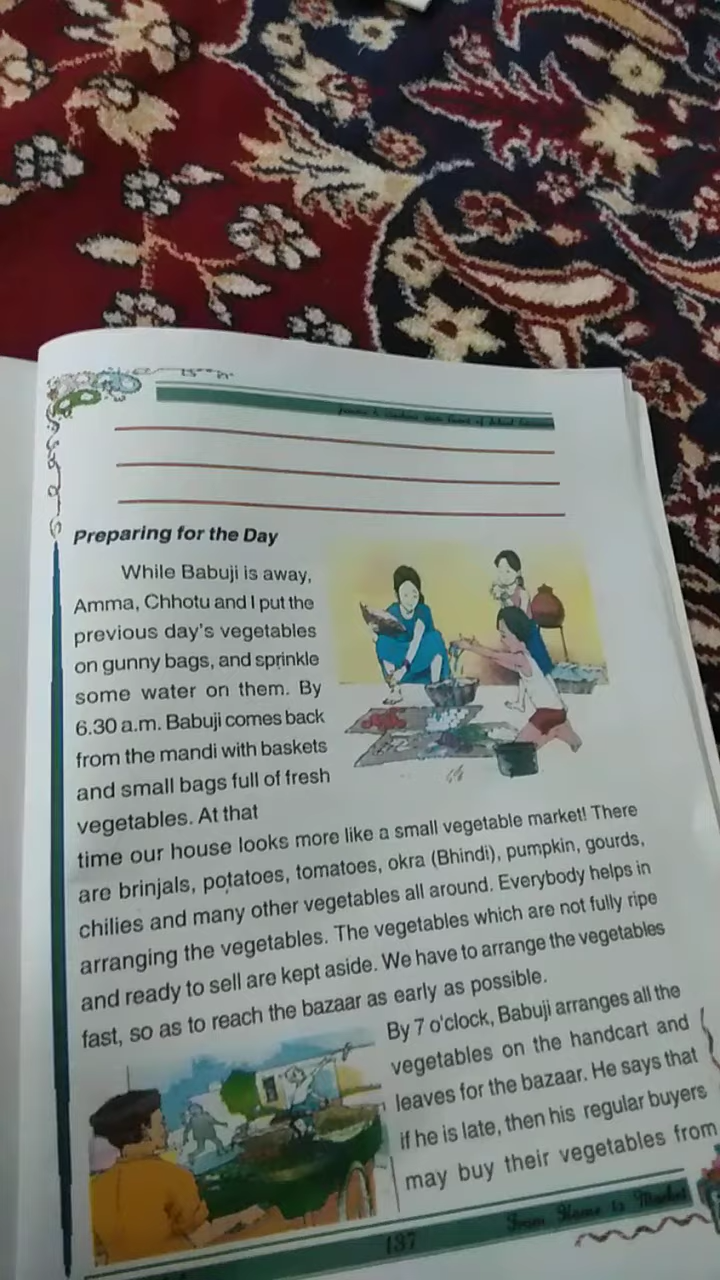 Preparing for the Day
While Babuji is away,
Amma, Chhotu and I put the
previous day's vegetables
on gunny bags, and sprinkle
some water on them. By
6.30 a.m. Babuji comes back
from the mandi with baskets
and small bags full of fresh
vegetables. At that
time our house looks more like a small vegetable market! There
are brinjals, potatoes, tomatoes, okra (Bhindi), pumpkin, gourds,
chilies and many other vegetables all around. Everybody helps in
arranging the vegetables. The vegetables which are not fully ripe
and ready to sell are kept aside. We have to arrange the vegetables
fast, so as to reach the bazaar as early as possible.
By 7 o'clock, Babuji arranges all the
vegetables on the handcart and
leaves for the bazaar. He says that
if he is late, then his regular buyers
may buy their vegetables from
137
From Home to Market